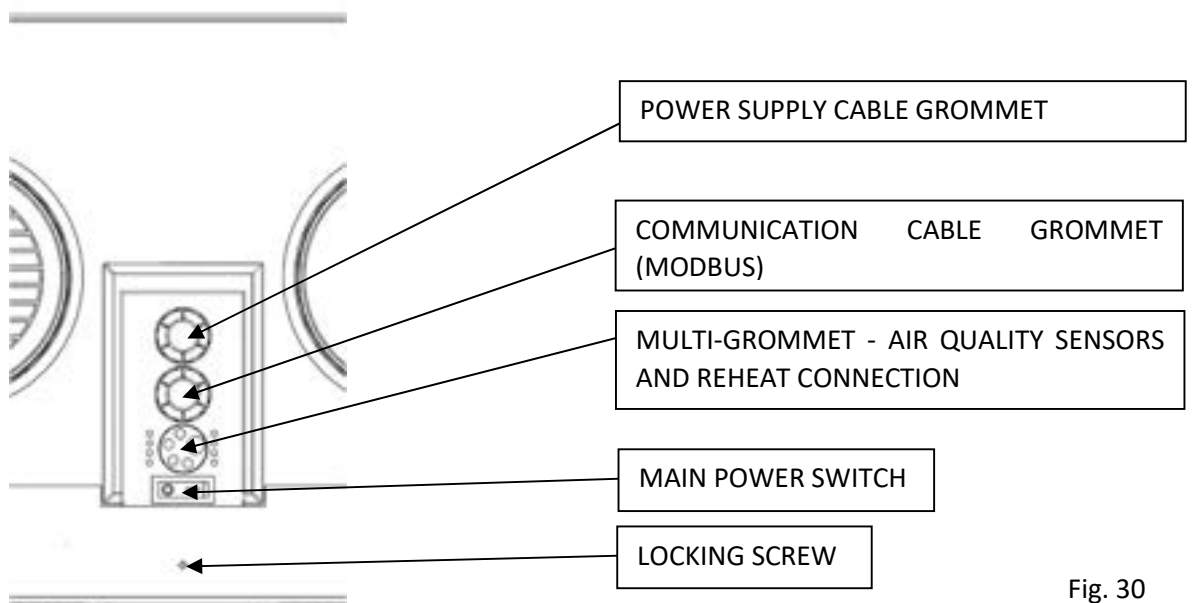 POWER SUPPLY CABLE GROMMET
COMMUNICATION CABLE GROMMET
(MODBUS)
MULTI-GROMMET - AIR QUALITY SENSORS
AND REHEAT CONNECTION
MAIN POWER SWITCH
LOCKING SCREW
Fig. 30